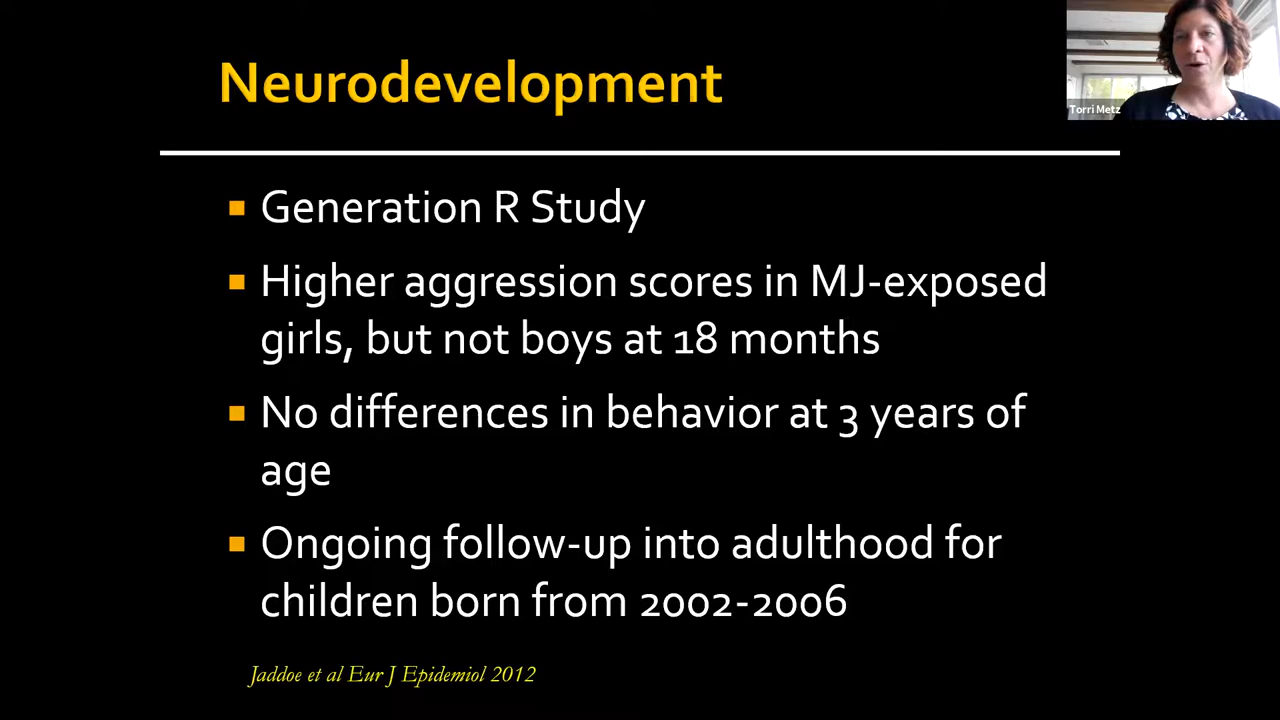 Neurodevelopment
Torri Metz
Generation R Study
Higher aggression scores in MJ-exposed
girls, but not boys at 18 months
No differences in behavior at 3 years of
age
Ongoing follow-up into adulthood for
children born from 2002-2006
Jaddoe et al Eur J Epidemiol 2012